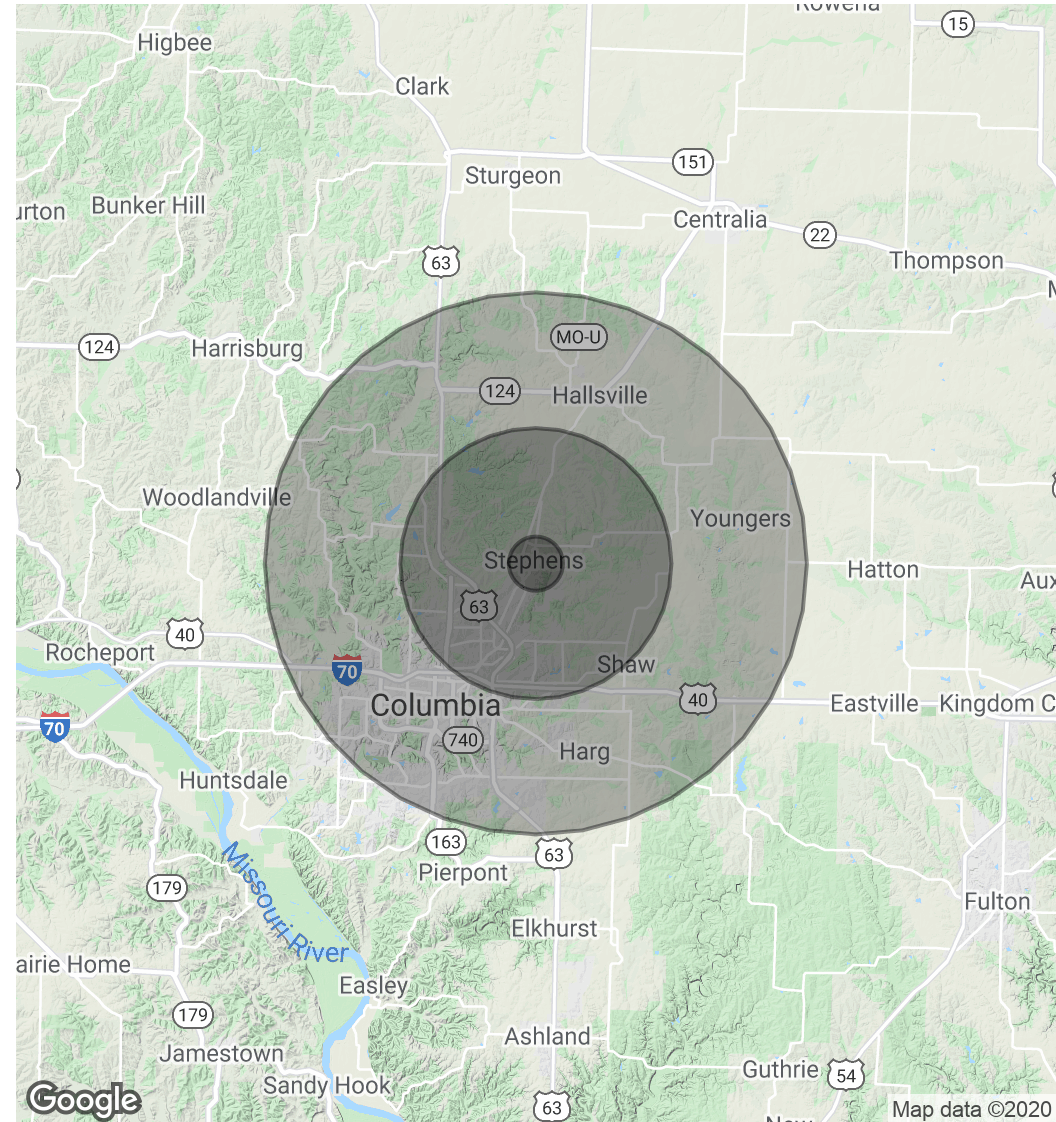 Rowena
15
Higbee
Clark
151
Sturgeon
urton
Bunker Hill
Centralia
22
63
Thompson
M
MO-U
124
Harrisburg
124
Hallsville
Woodlandville
Youngers
Stephens
Hatton
Aux
63
40
Rocheport
70
Shaw
40
Eastville
Kingdom C
Columbia
70
740
Harg
Huntsdale
163
63
Pierpont
Missouri River
179
Fulton
Elkhurst
airie Home
Easley
179
Ashland
Jamestown
Guthrie
54
Sandy Hook
63
New
Google
Map data ©2020